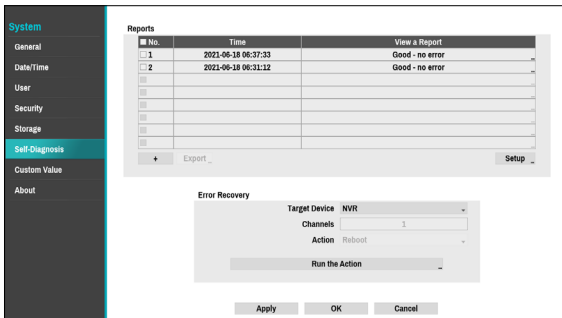 System
General
Date/Time
User
Security
Storage
Self-Diagnosis
Custom Value
About
Reports
No. Time View a Report
1 2021-06-18 06:37:33 Good - no error ...
2 2021-06-18 06:31:12 Good - no error ...
...
...
...
...
...
...
+ Export ... Setup ...
Error Recovery
Target Device NVR
Channels 1
Action Reboot
Run the Action ...
Apply OK Cancel